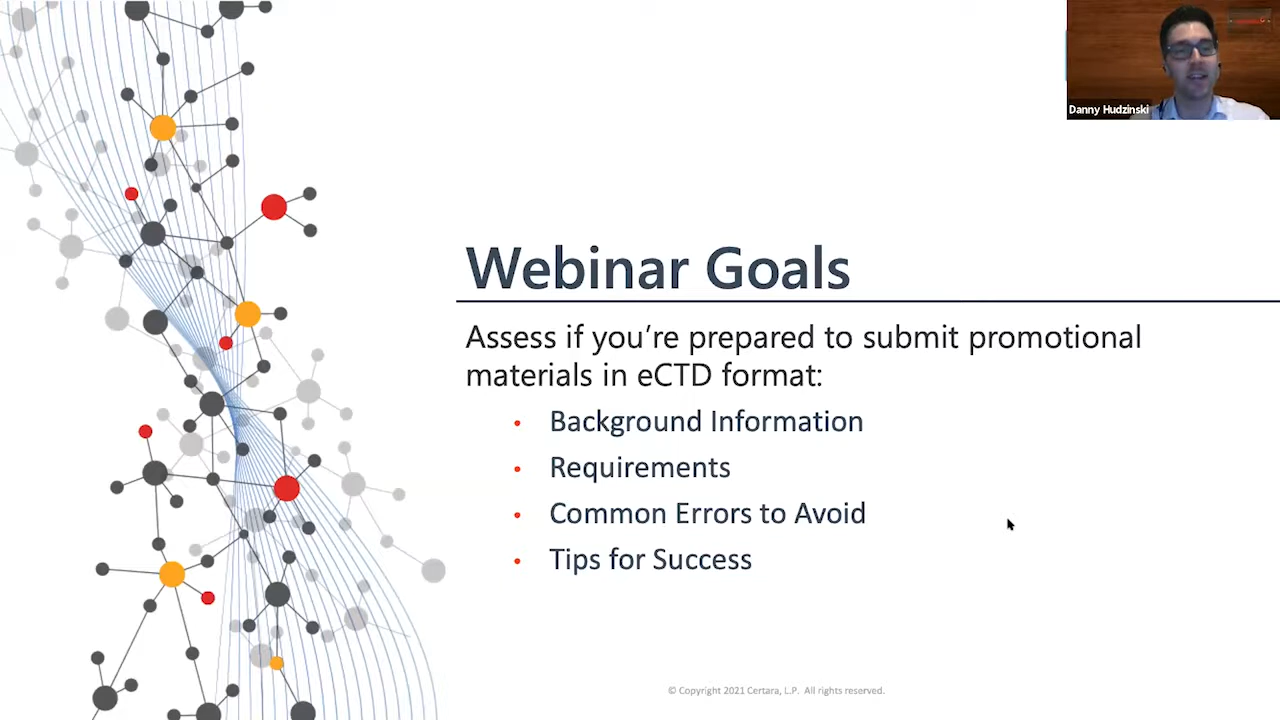 Danny Hudzinski
Webinar Goals
Assess if you’re prepared to submit promotional
materials in eCTD format:
• Background Information
• Requirements
• Common Errors to Avoid
• Tips for Success
© Copyright 2021 Certara, L.P. All rights reserved.